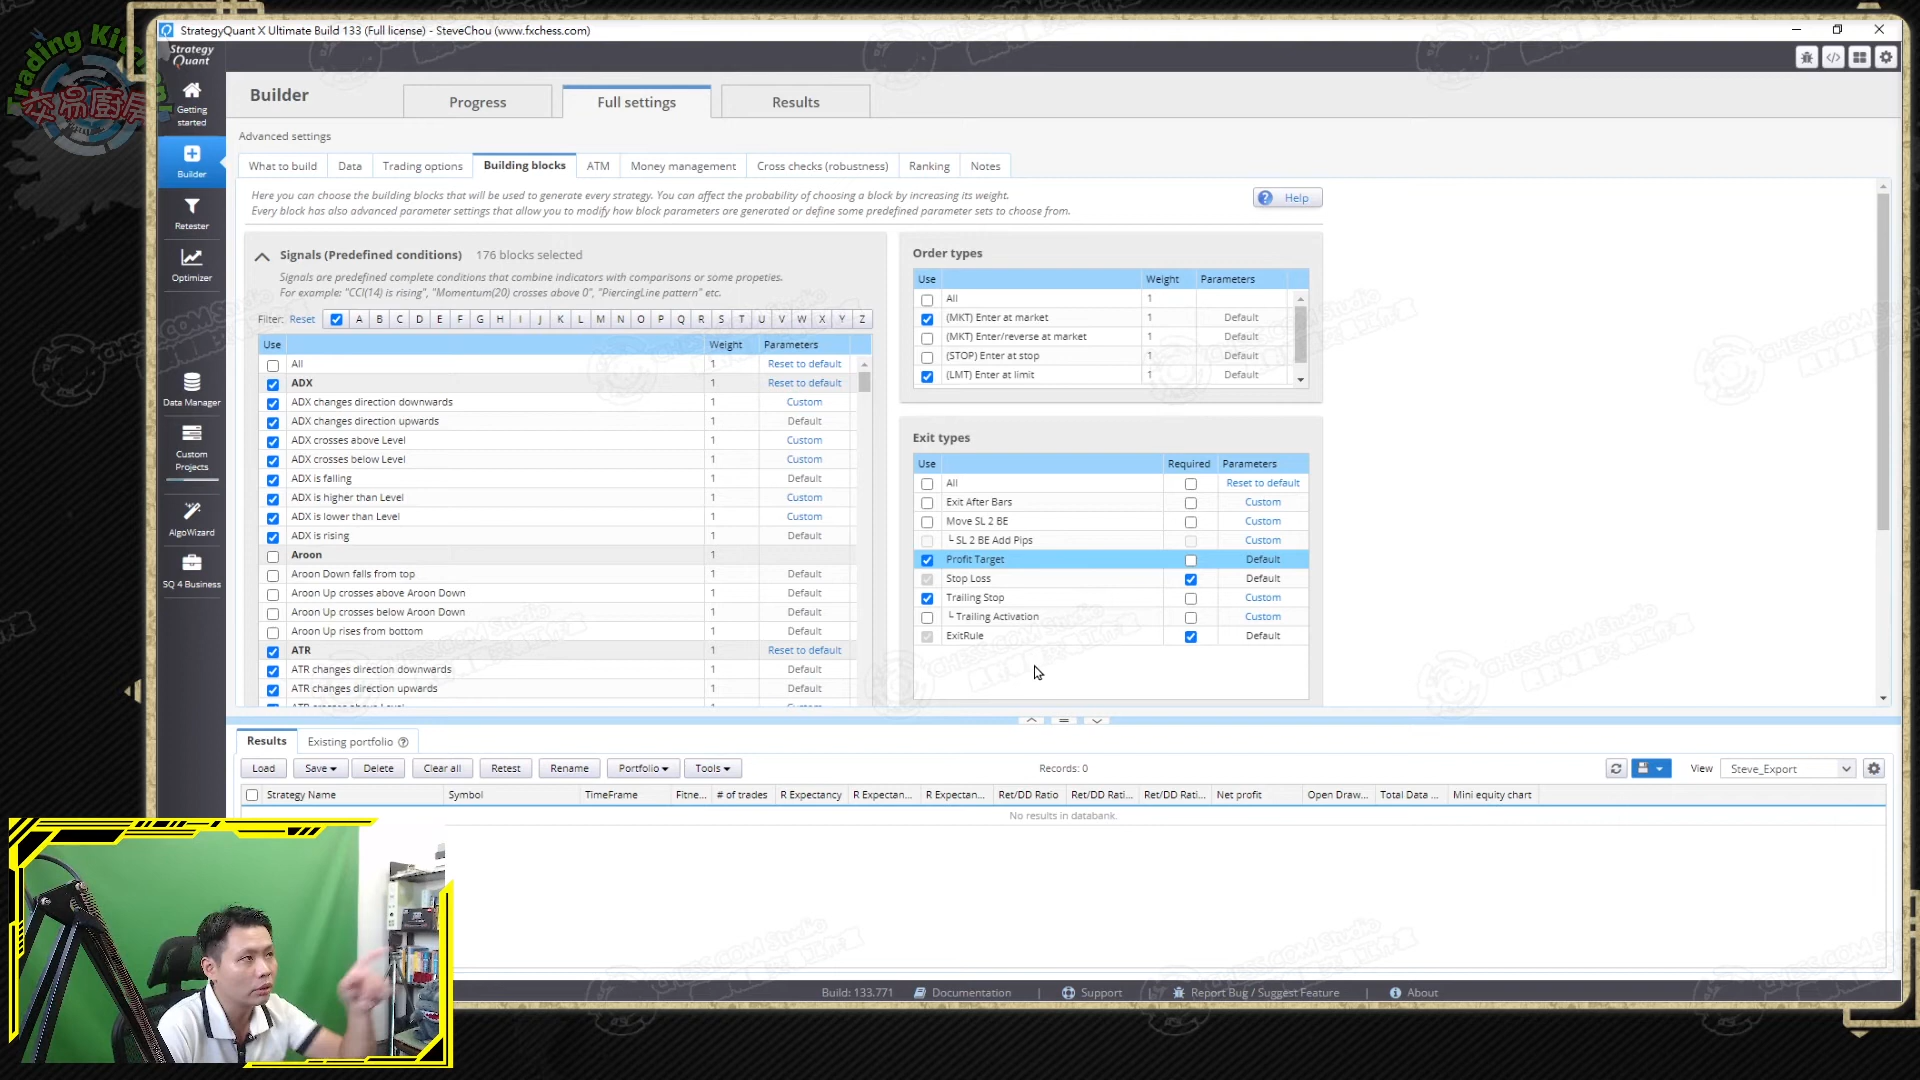 Trading Kitchen
交易廚房
StrategyQuant X Ultimate Build 133 (Full license) - SteveChou (www.fxchess.com)
Strategy
Quant
Getting
started
Builder
Retester
Optimizer
Data Manager
Custom
Projects
AlgoWizard
SQ 4 Business
Builder
Progress
Full settings
Results
Advanced settings
What to build
Data
Trading options
Building blocks
ATM
Money management
Cross checks (robustness)
Ranking
Notes
Here you can choose the building blocks that will be used to generate every strategy. You can affect the probability of choosing a block by increasing its weight.
Every block has also advanced parameter settings that allow you to modify how block parameters are generated or define some predefined parameter sets to choose from.
Help
Signals (Predefined conditions) 176 blocks selected
Signals are predefined complete conditions that combine indicators with comparisons or some propeties.
For example: "CCI(14) is rising", "Momentum(20) crosses above 0", "PiercingLine pattern" etc.
Filter: Reset A B C D E F G H I J K L M N O P Q R S T U V W X Y Z
Use Weight Parameters
All 1 Reset to default
ADX 1 Reset to default
ADX changes direction downwards 1 Custom
ADX changes direction upwards 1 Default
ADX crosses above Level 1 Custom
ADX crosses below Level 1 Custom
ADX is falling 1 Default
ADX is higher than Level 1 Custom
ADX is lower than Level 1 Custom
ADX is rising 1 Default
Aroon 1
Aroon Down falls from top 1 Default
Aroon Up crosses above Aroon Down 1 Default
Aroon Up crosses below Aroon Down 1 Default
Aroon Up rises from bottom 1 Default
ATR 1 Reset to default
ATR changes direction downwards 1 Default
ATR changes direction upwards 1 Default
Order types
Use Weight Parameters
All 1
(MKT) Enter at market 1 Default
(MKT) Enter/reverse at market 1 Default
(STOP) Enter at stop 1 Default
(LMT) Enter at limit 1 Default
Exit types
Use Required Parameters
All Reset to default
Exit After Bars Custom
Move SL 2 BE Custom
└ SL 2 BE Add Pips Custom
Profit Target Default
Stop Loss Default
Trailing Stop Custom
└ Trailing Activation Custom
ExitRule Default
Results
Existing portfolio
Load Save Delete Clear all Retest Rename Portfolio Tools Records: 0 View Steve_Export
Strategy Name Symbol TimeFrame Fitne... # of trades R Expectancy R Expectan... R Expectan... Ret/DD Ratio Ret/DD Rati... Ret/DD Rati... Net profit Open Draw... Total Data ... Mini equity chart
No results in databank.
Build: 133.771 Documentation | Support | Report Bug / Suggest Feature | About